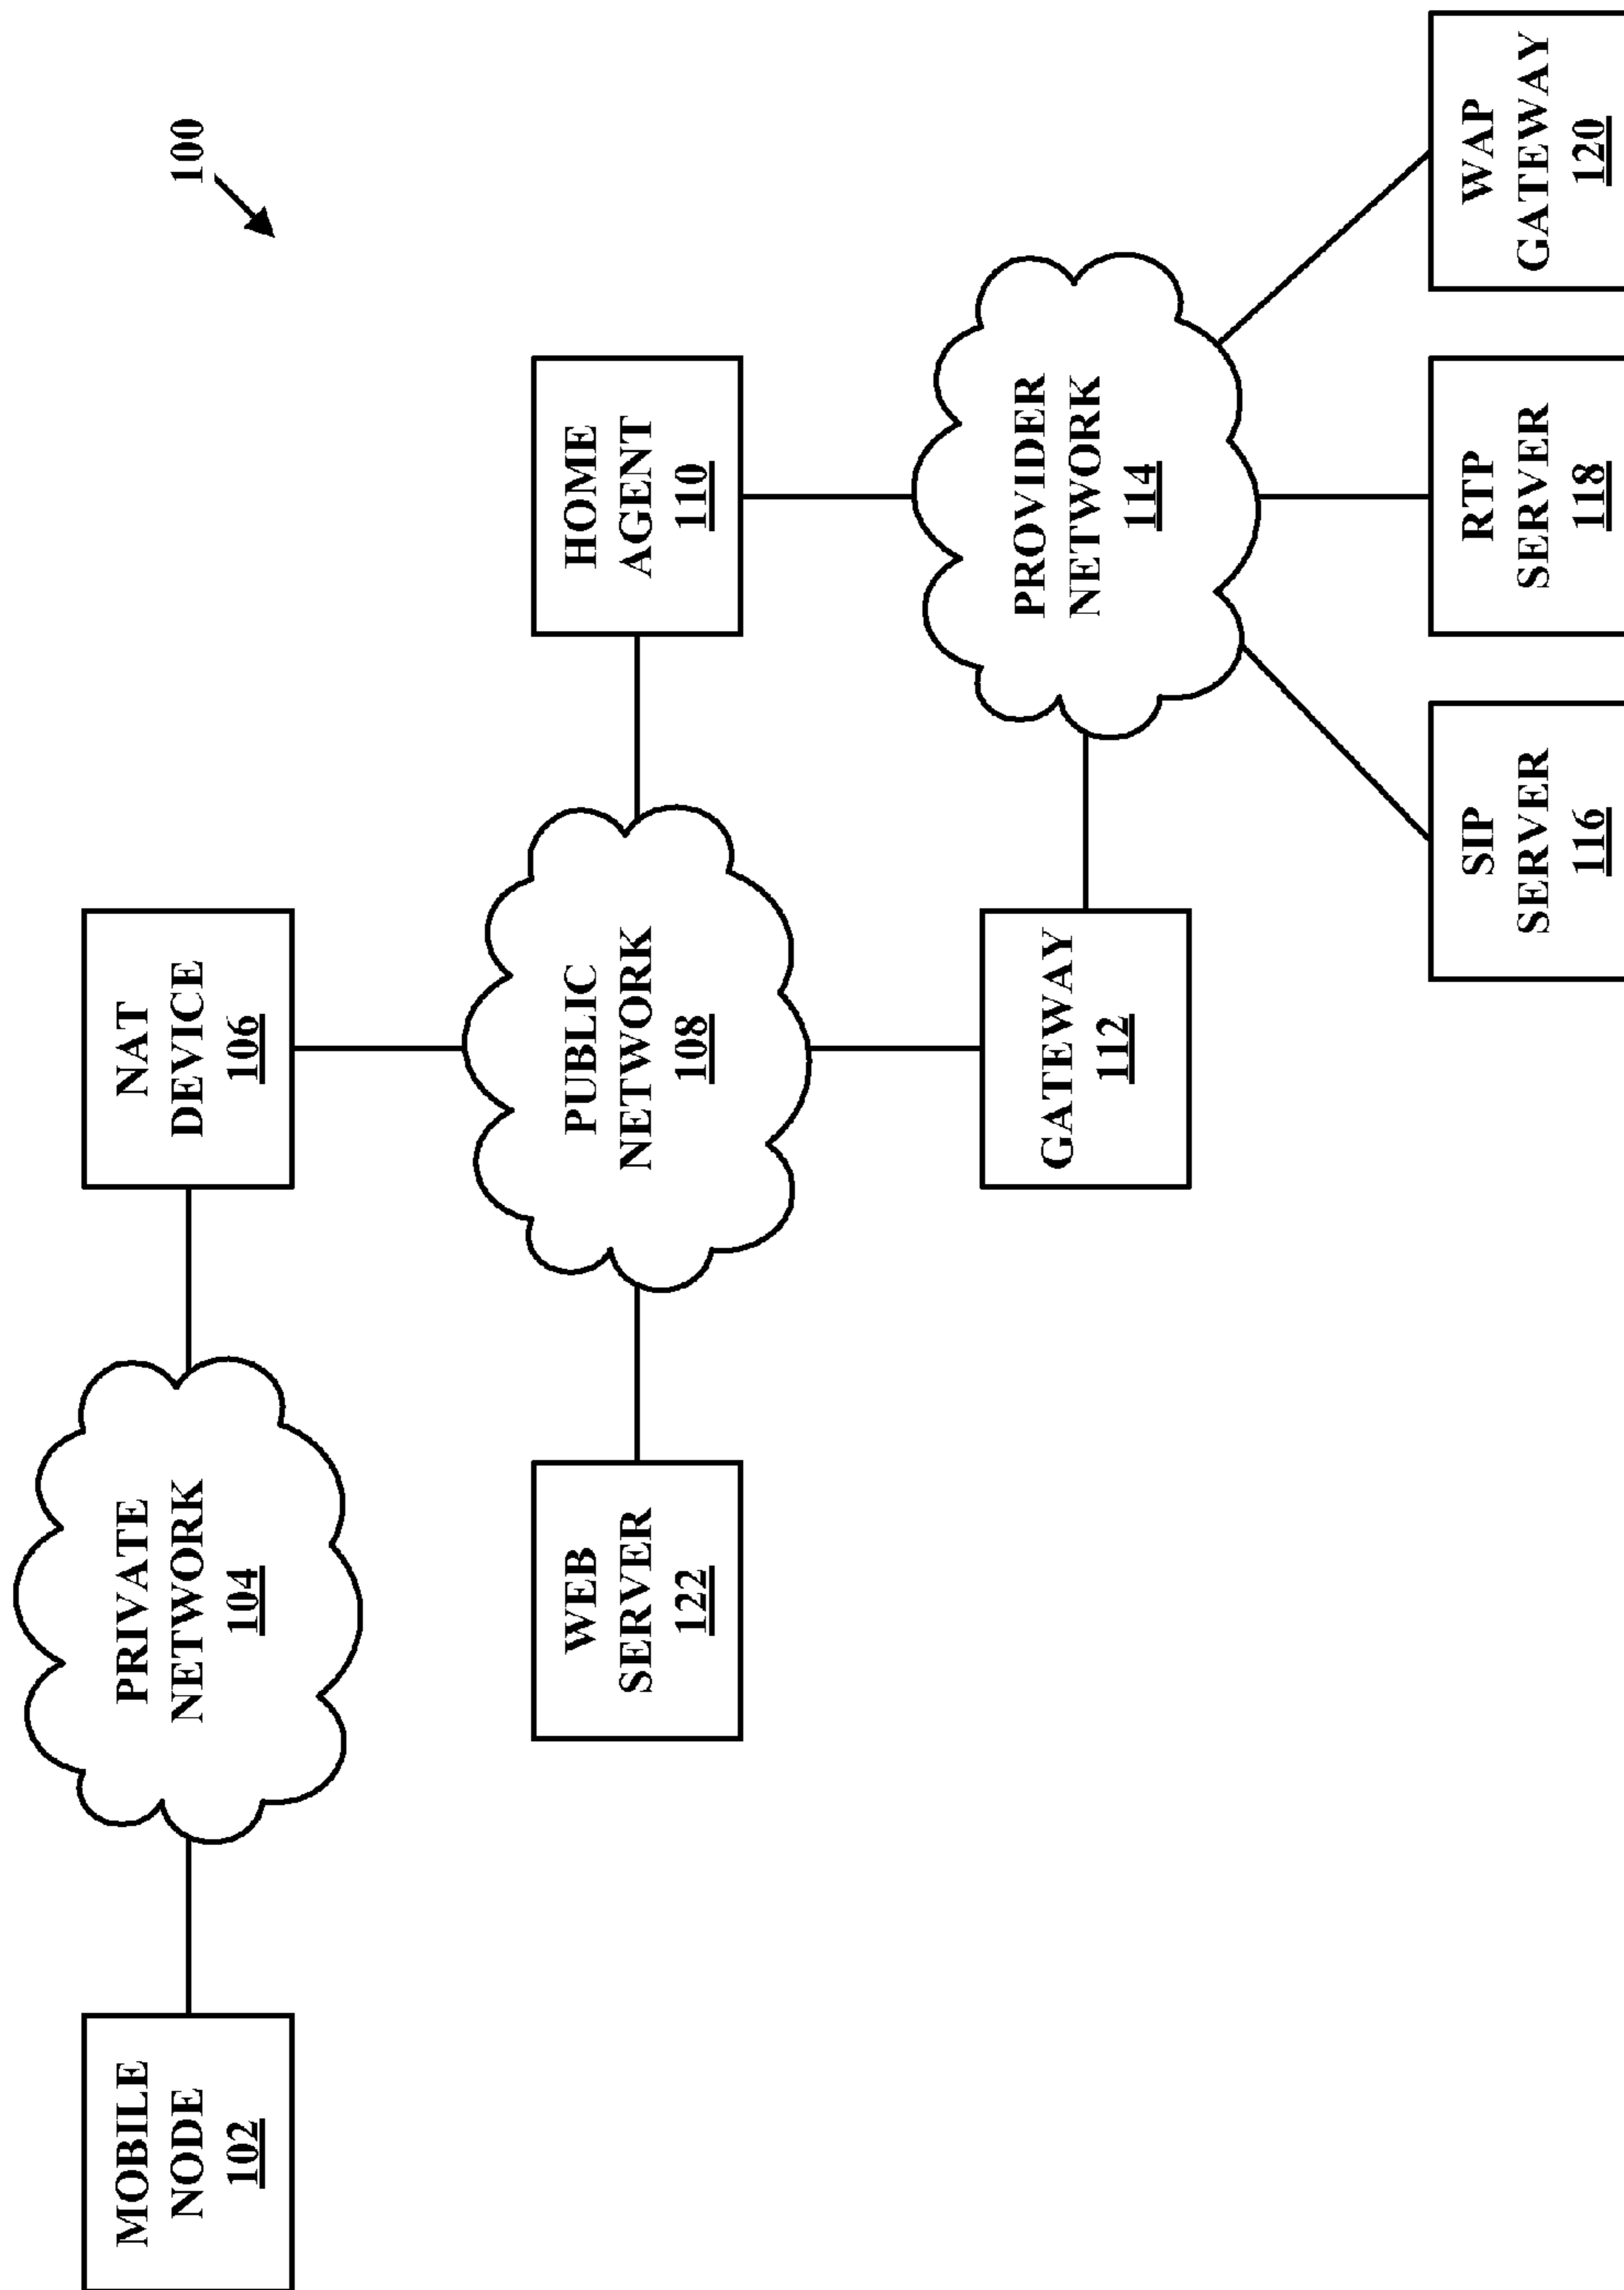 100
MOBILE
NODE
102
PRIVATE
NETWORK
104
NAT
DEVICE
106
WEB
SERVER
122
PUBLIC
NETWORK
108
HOME
AGENT
110
GATEWAY
112
PROVIDER
NETWORK
114
SIP
SERVER
116
RTP
SERVER
118
WAP
GATEWAY
120